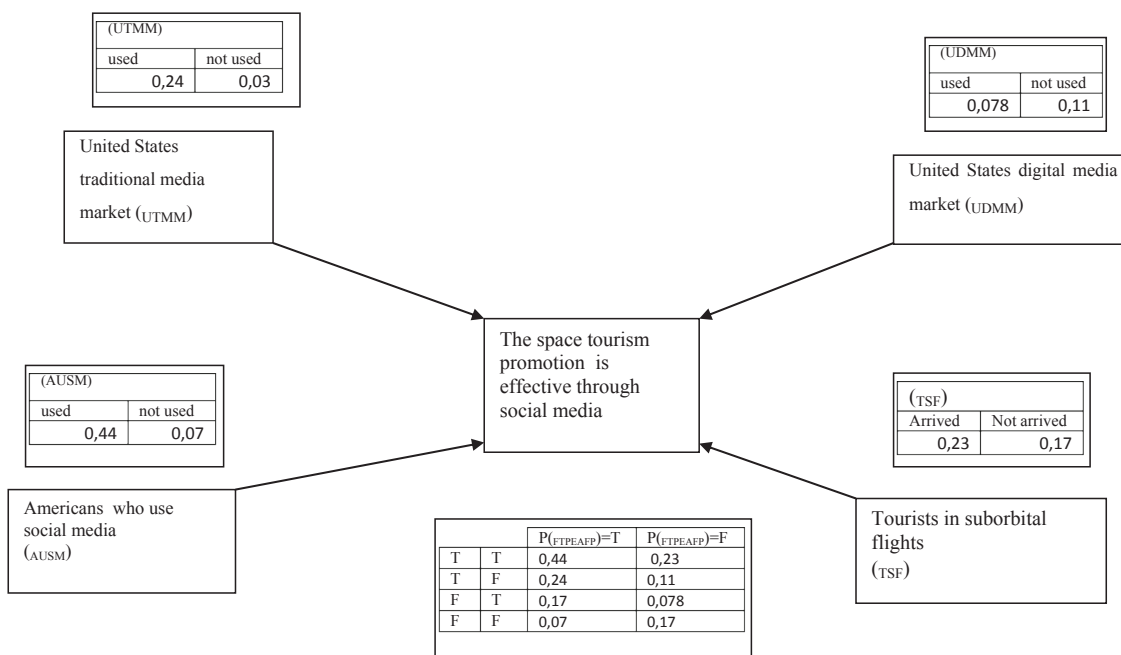 (UTMM)
used not used
0,24 0,03
(UDMM)
used not used
0,078 0,11
United States
traditional media
market (UTMM)
United States digital media
market (UDMM)
The space tourism
promotion is
effective through
social media
(AUSM)
used not used
0,44 0,07
(TSF)
Arrived Not arrived
0,23 0,17
Americans who use
social media
(AUSM)
Tourists in suborbital
flights
(TSF)
P(FTPEAFP)=T P(FTPEAFP)=F
T T 0,44 0,23
T F 0,24 0,11
F T 0,17 0,078
F F 0,07 0,17